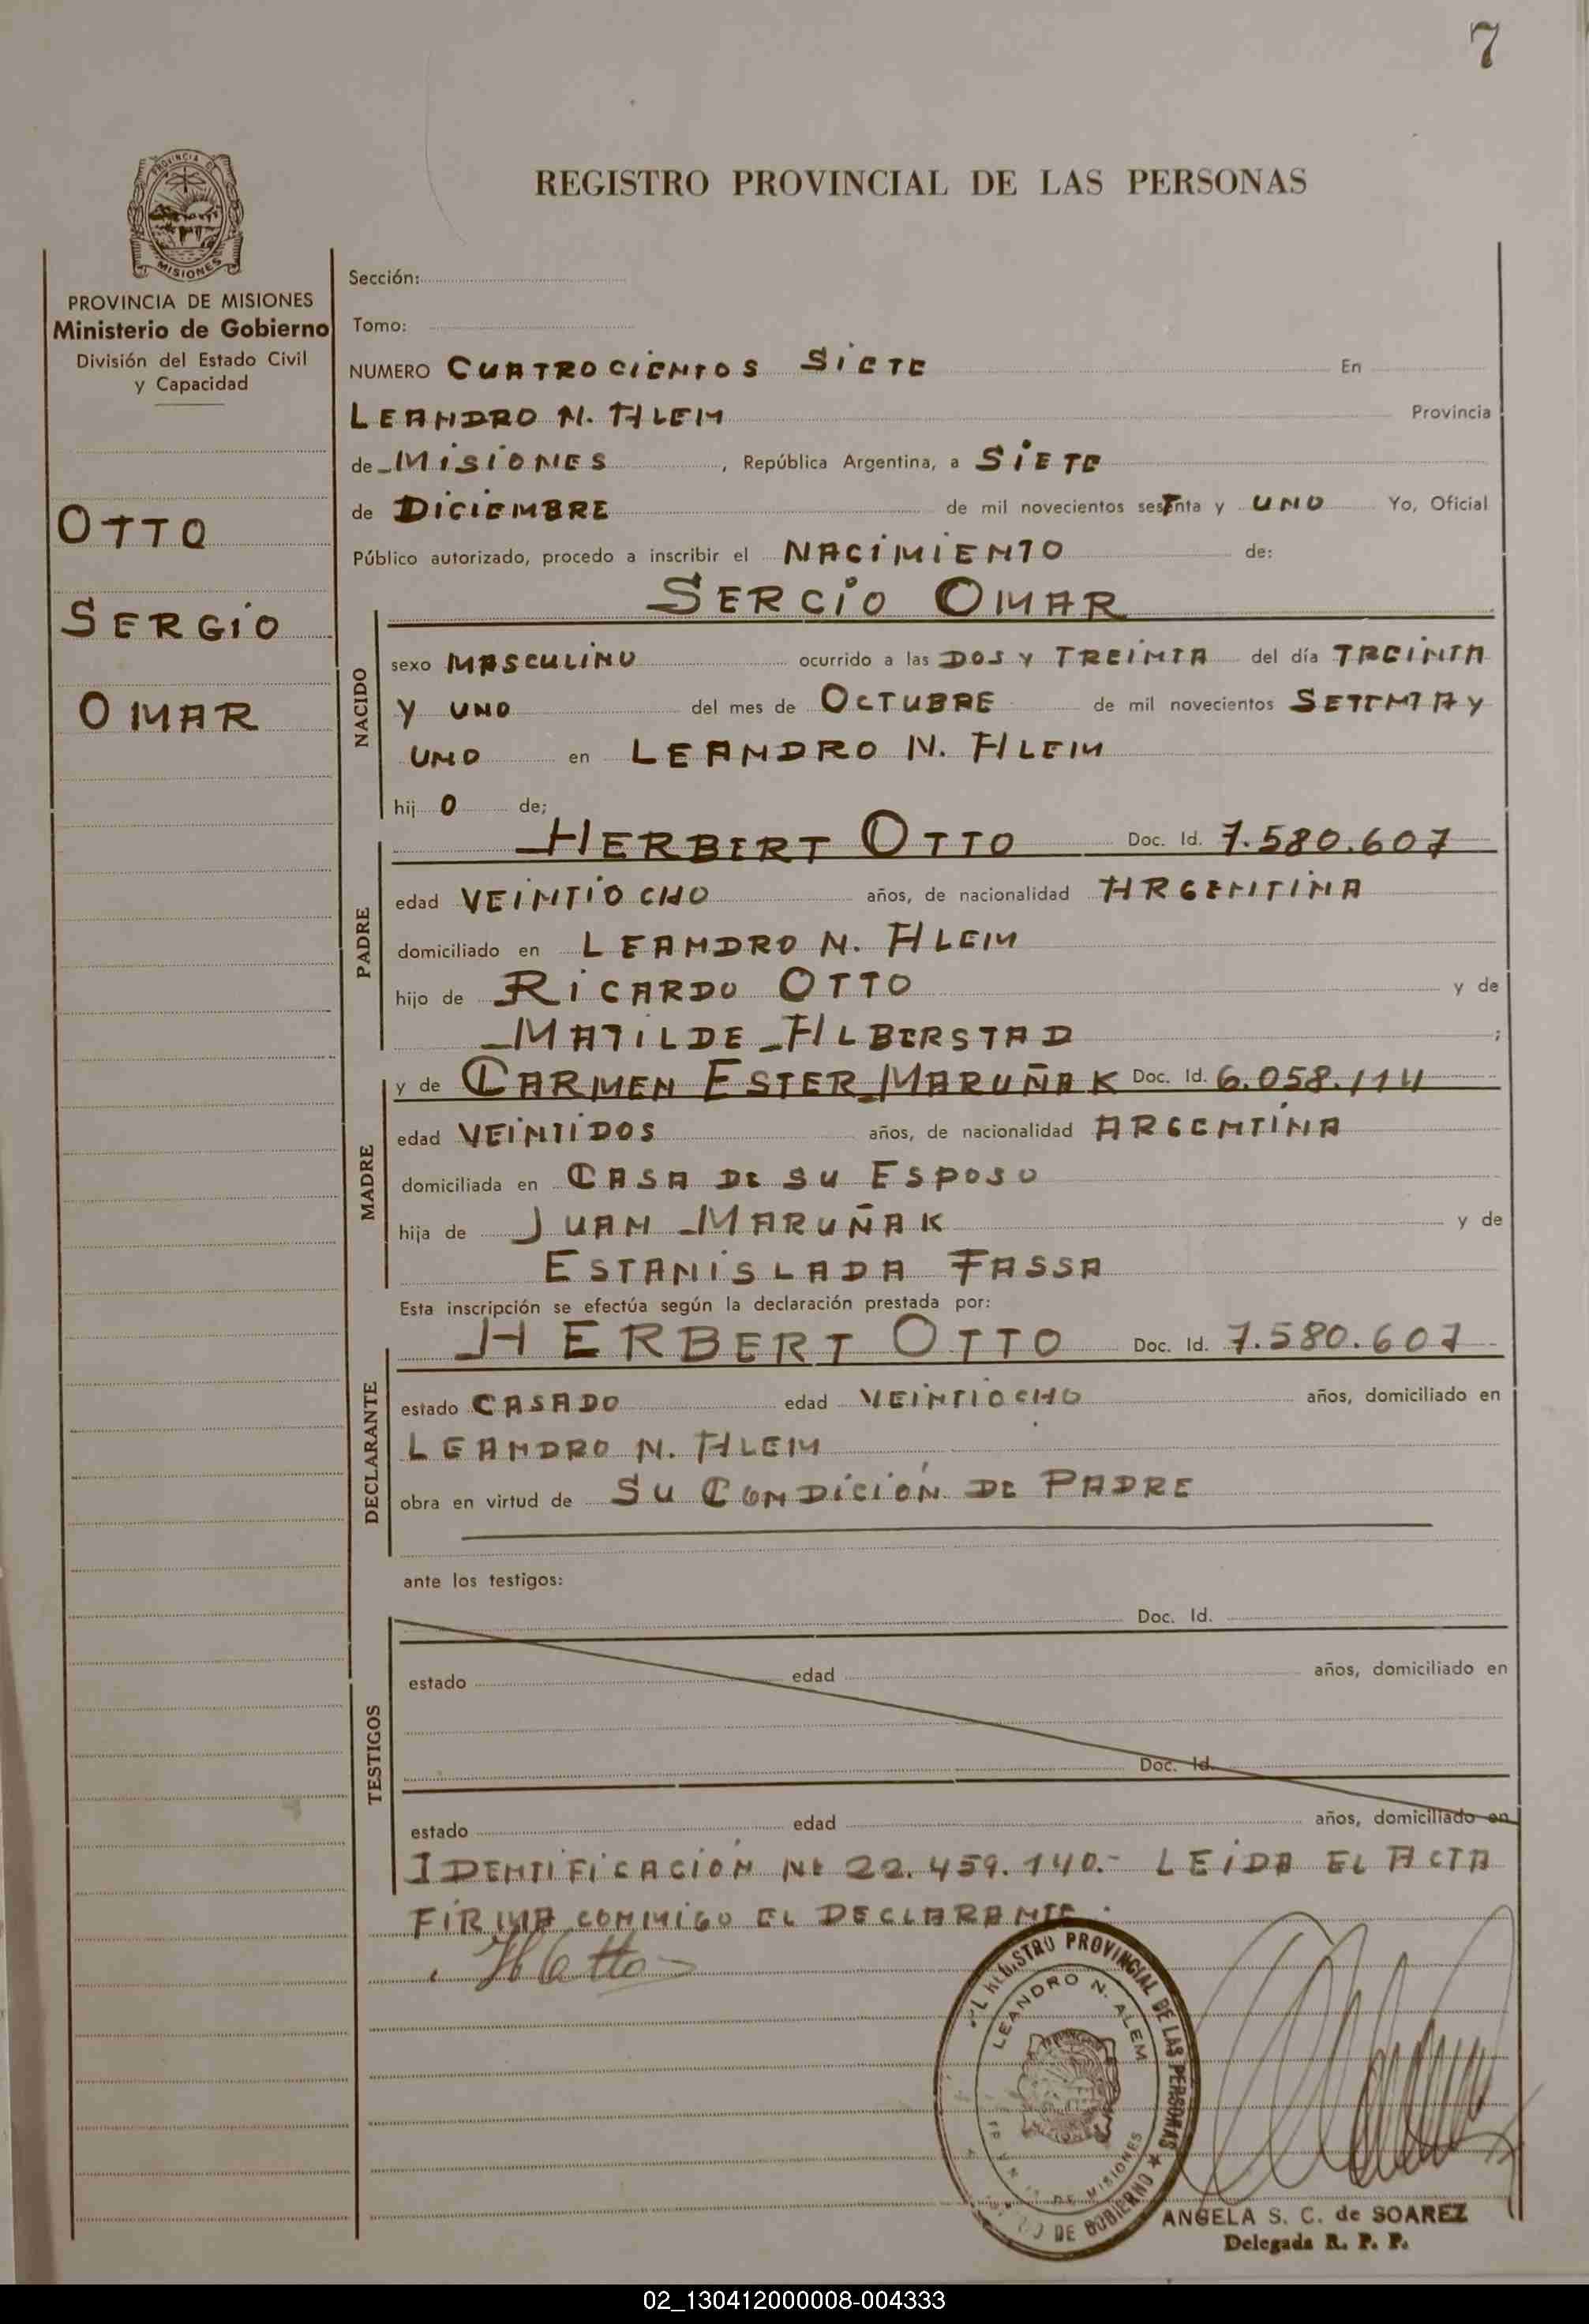 7
PROVINCIA DE
MISIONES
REGISTRO PROVINCIAL DE LAS PERSONAS
PROVINCIA DE MISIONES
Ministerio de Gobierno
División del Estado Civil
y Capacidad
OTTO
SERGIO
OMAR
Sección:
Tomo:
NUMERO CUATROCIENTOS SIETE En
LEANDRO N. ALEM Provincia
de MISIONES, República Argentina, a SIETE
de DICIEMBRE de mil novecientos sesTnta y UNO Yo, Oficial
Público autorizado, procedo a inscribir el NACIMIENTO de:
SERGIO OMAR
NACIDO
sexo MASCULINO ocurrido a las DOS Y TREINTA del día TREINTA
Y UNO del mes de OCTUBRE de mil novecientos SETENTA Y
UNO en LEANDRO N. ALEM
hij O de;
PADRE
HERBERT OTTO Doc. Id. 7.580.607
edad VEINTIOCHO años, de nacionalidad ARGENTINA
domiciliado en LEANDRO N. ALEM
hijo de RICARDO OTTO y de
MATILDE ALBERSTAD ;
MADRE
y de CARMEN ESTER MARUÑAK Doc. Id. 6.058.114
edad VEINTIDOS años, de nacionalidad ARGENTINA
domiciliada en CASA DE SU ESPOSO
hija de JUAN MARUÑAK y de
ESTANISLADA FASSA
Esta inscripción se efectúa según la declaración prestada por:
DECLARANTE
HERBERT OTTO Doc. Id. 7.580.607
estado CASADO edad VEINTIOCHO años, domiciliado en
LEANDRO N. ALEM
obra en virtud de SU CONDICIÓN DE PADRE
ante los testigos:
TESTIGOS
Doc. Id.
estado edad años, domiciliado en
Doc. Id.
estado edad años, domiciliado en
IDENTIFICACIÓN Nº 22.459.140.- LEÍDA EL ACTA
FIRMA CONMIGO EL DECLARANTE.
H Otto
REGISTRO PROVINCIAL DE LAS PERSONAS
LEANDRO N. ALEM
DE MISIONES
DE GOBIERNO
ANGELA S. C. de SOAREZ
Delegada R. P. P.
02_130412000008-004333